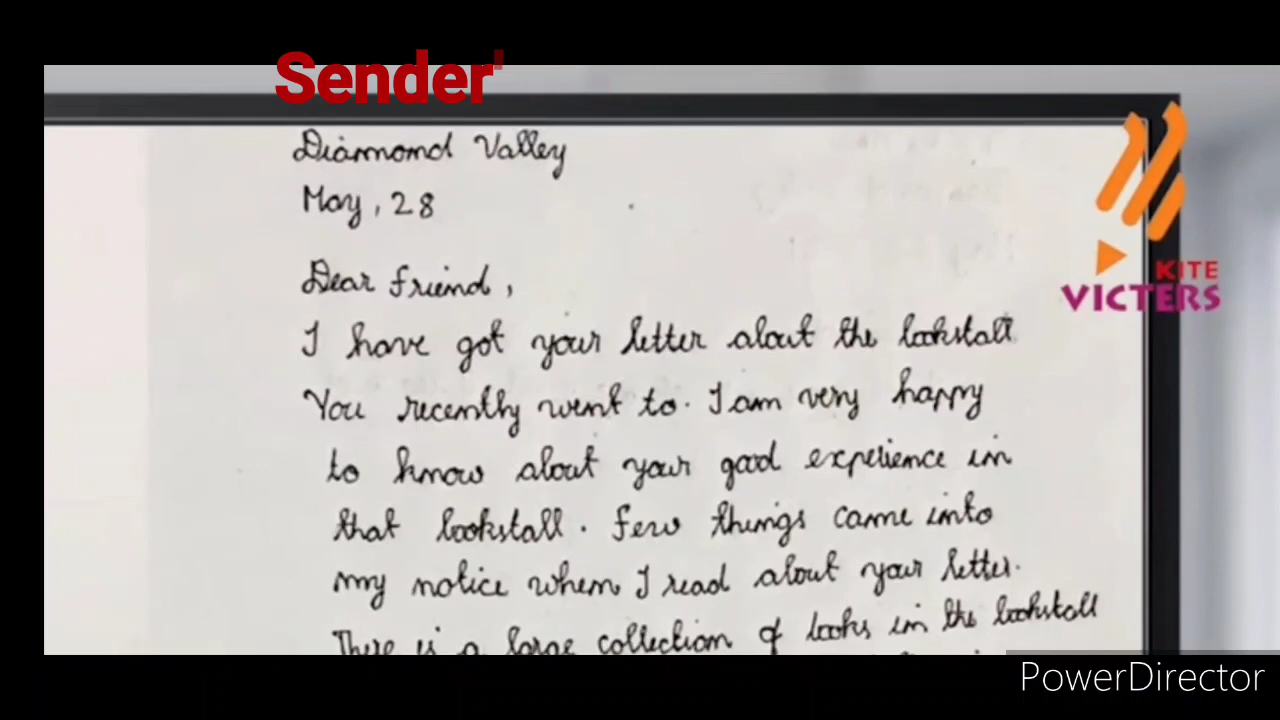 Sender'
Diamond Valley
May, 28
Dear friend,
I have got your letter about the bookstall
You recently went to. I am very happy
to know about your good experience in
that bookstall. Few things came into
my notice when I read about your letter.
There is a large collection of books in the bookstall
KITE
VICTERS
PowerDirector